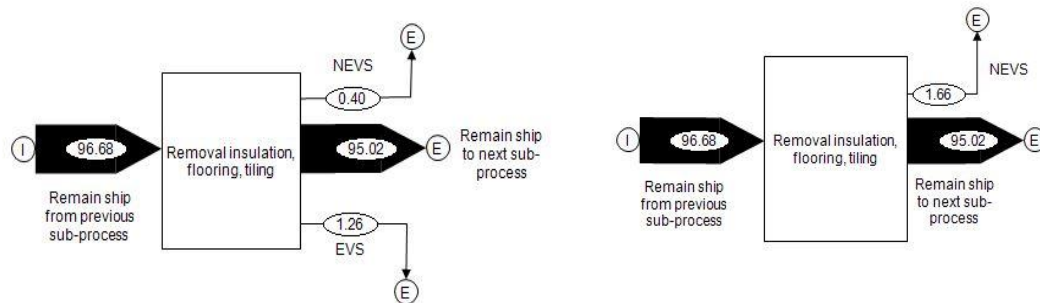 E
NEVS
0.40
I
96.68
Removal insulation,
flooring, tiling
95.02
E
Remain ship
to next sub-
process
Remain ship
from previous
sub-process
1.26
EVS
E
E
NEVS
1.66
I
96.68
Removal insulation,
flooring, tiling
95.02
E
Remain ship
from previous
sub-process
Remain ship
to next sub-
process